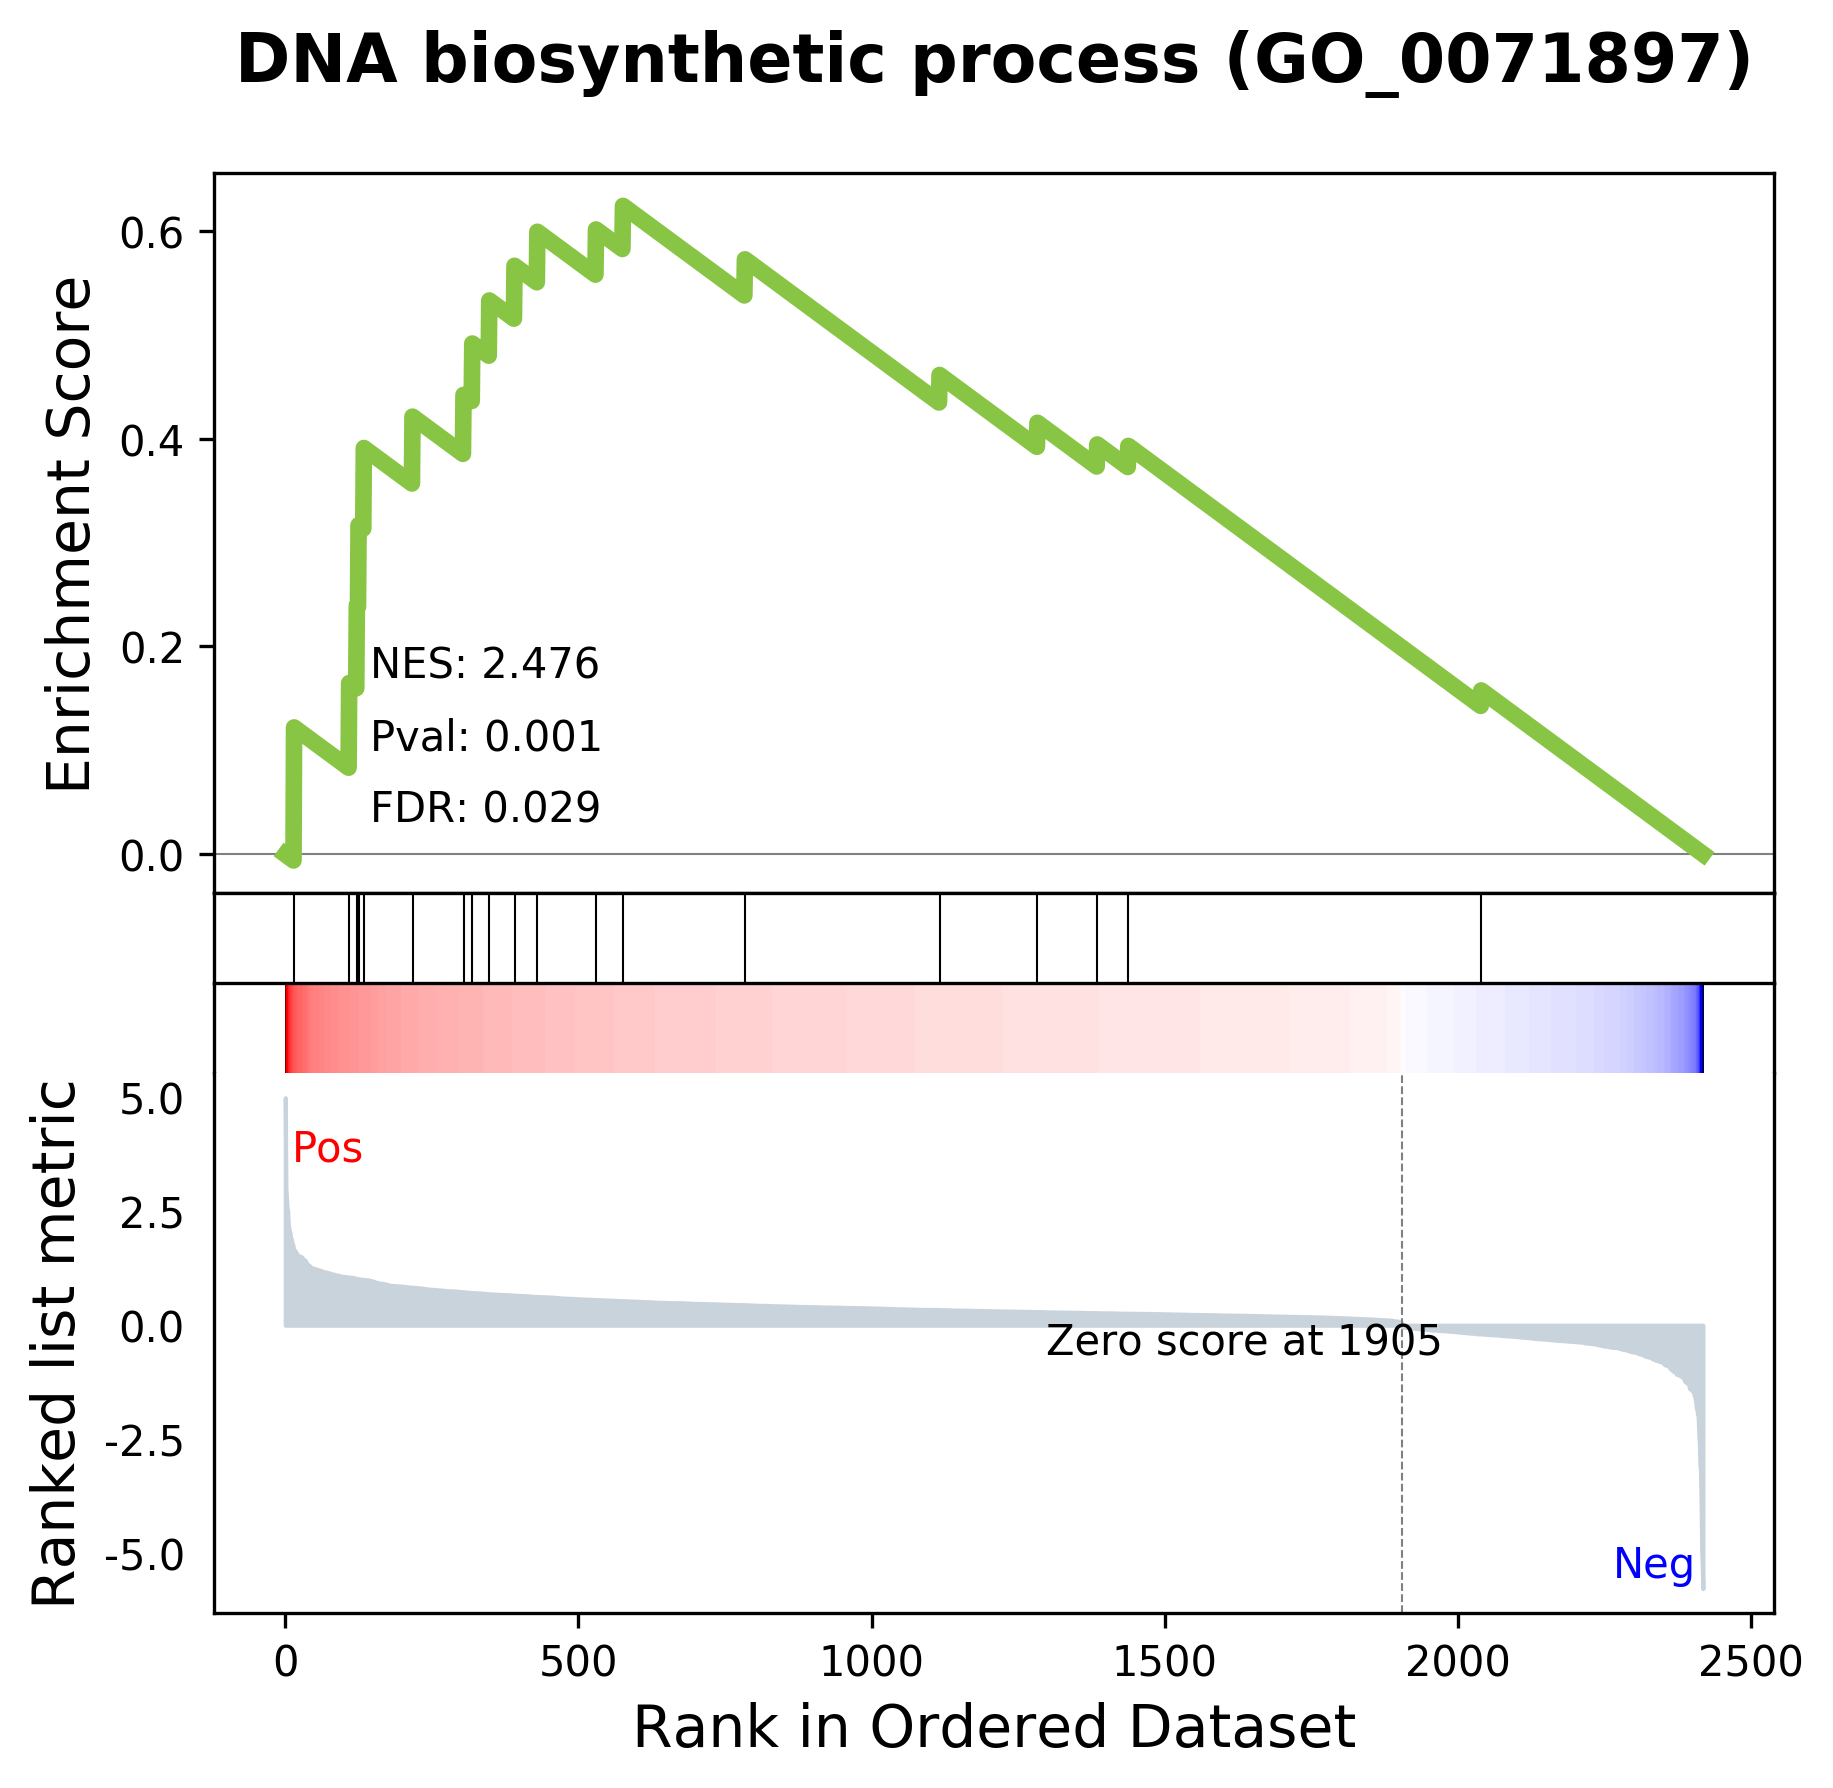 DNA biosynthetic process (GO_0071897)
Enrichment Score
0.6
0.4
0.2
0.0
NES: 2.476
Pval: 0.001
FDR: 0.029
Ranked list metric
5.0
2.5
0.0
-2.5
-5.0
Pos
Zero score at 1905
Neg
0 500 1000 1500 2000 2500
Rank in Ordered Dataset